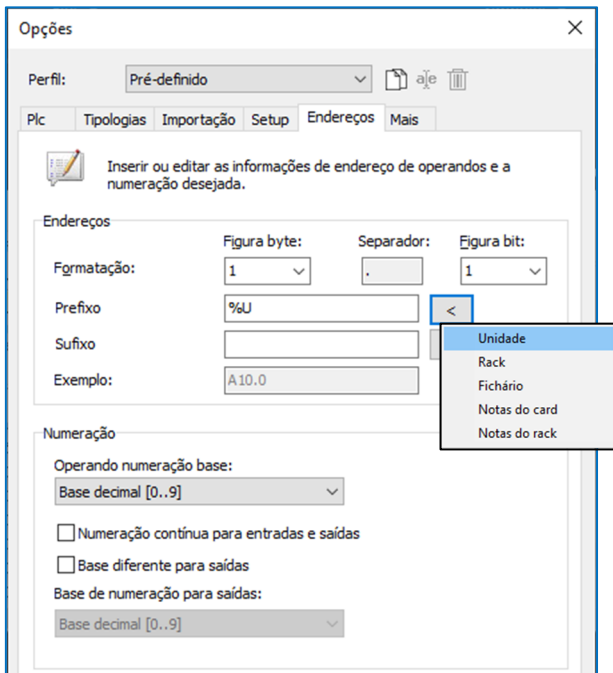 Opções
Perfil:
Pré-definido
Plc
Tipologias
Importação
Setup
Endereços
Mais
Inserir ou editar as informações de endereço de operandos e a
numeração desejada.
Endereços
Figura byte:
Separador:
Figura bit:
Formatação:
1
.
1
Prefixo
%U
<
Unidade
Sufixo
Rack
Fichário
Exemplo:
A10.0
Notas do card
Notas do rack
Numeração
Operando numeração base:
Base decimal [0..9]
Numeração contínua para entradas e saídas
Base diferente para saídas
Base de numeração para saídas:
Base decimal [0..9]